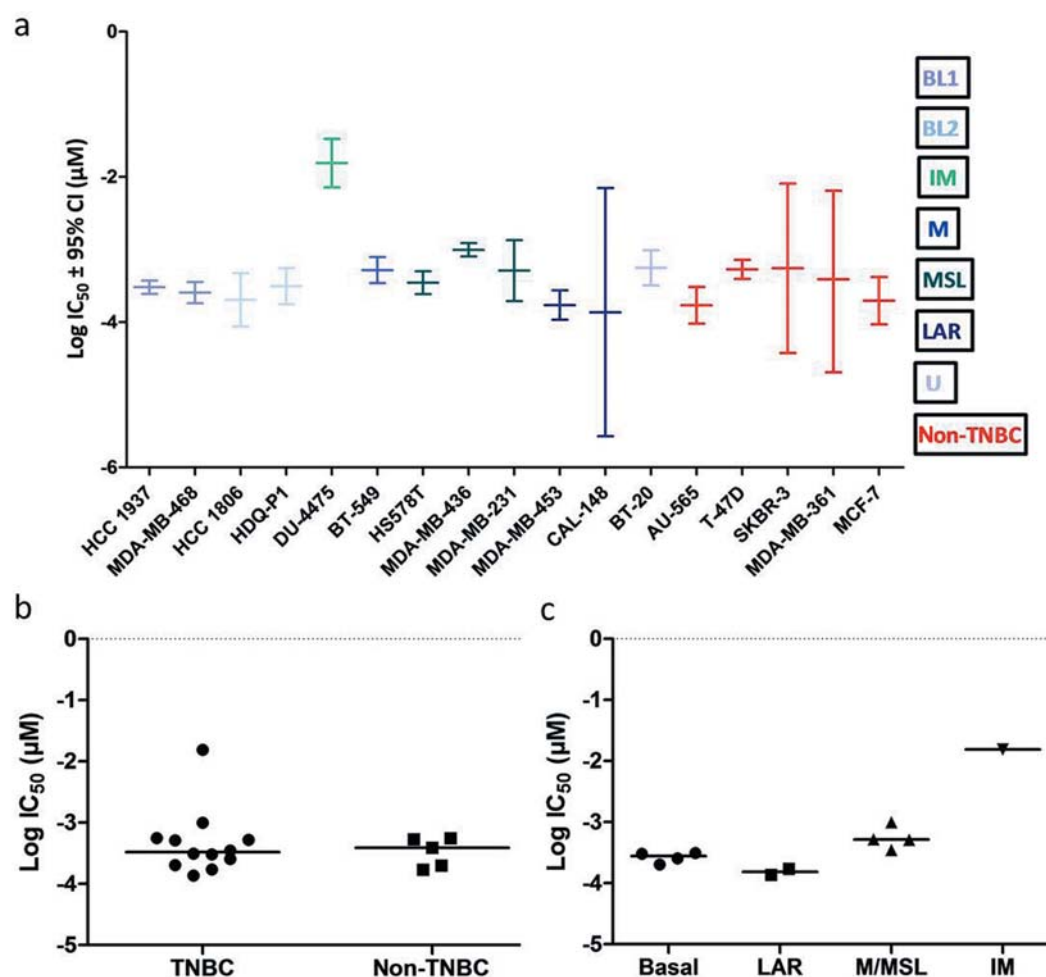 a
Log IC50 ± 95% CI (µM)
0
-2
-4
-6
HCC 1937
MDA-MB-468
HCC 1806
HDQ-P1
DU-4475
BT-549
HS578T
MDA-MB-436
MDA-MB-231
MDA-MB-453
CAL-148
BT-20
AU-565
T-47D
SKBR-3
MDA-MB-361
MCF-7
BL1
BL2
IM
M
MSL
LAR
U
Non-TNBC
b
Log IC50 (µM)
0
-1
-2
-3
-4
-5
TNBC
Non-TNBC
c
Log IC50 (µM)
0
-1
-2
-3
-4
-5
Basal
LAR
M/MSL
IM